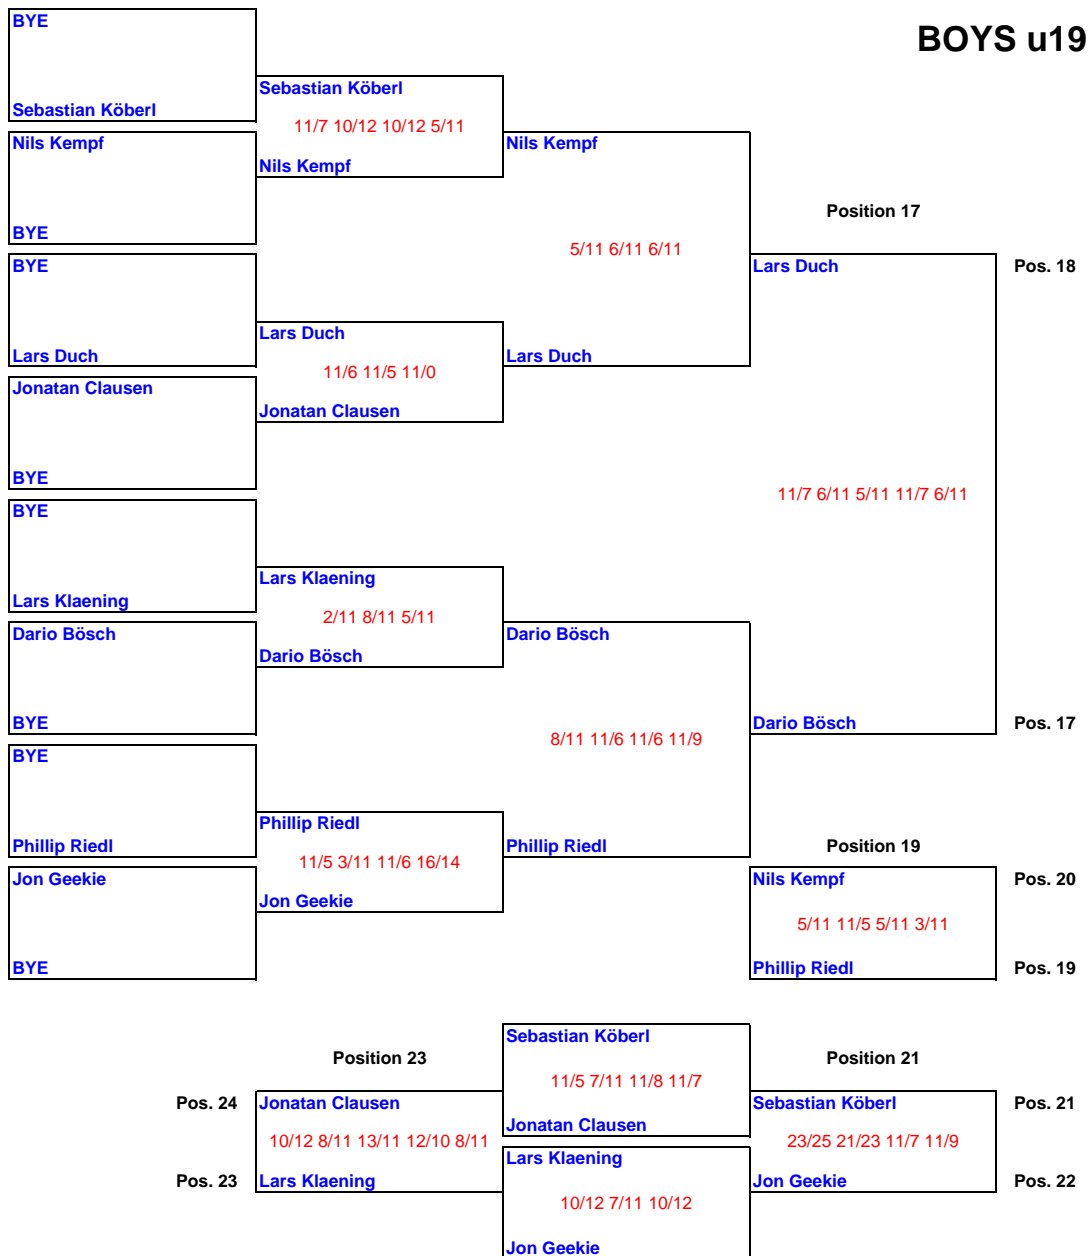 BYE
BOYS u19
Sebastian Köberl
Sebastian Köberl
11/7 10/12 10/12 5/11
Nils Kempf
Nils Kempf
Nils Kempf
Position 17
BYE
5/11 6/11 6/11
BYE
Lars Duch
Pos. 18
Lars Duch
Lars Duch
Lars Duch
11/6 11/5 11/0
Jonatan Clausen
Jonatan Clausen
BYE
11/7 6/11 5/11 11/7 6/11
BYE
Lars Klaening
Lars Klaening
2/11 8/11 5/11
Dario Bösch
Dario Bösch
Dario Bösch
BYE
Dario Bösch
Pos. 17
8/11 11/6 11/6 11/9
BYE
Phillip Riedl
Phillip Riedl
Phillip Riedl
Position 19
11/5 3/11 11/6 16/14
Jon Geekie
Nils Kempf
Pos. 20
Jon Geekie
5/11 11/5 5/11 3/11
BYE
Phillip Riedl
Pos. 19
Sebastian Köberl
Position 23
Position 21
11/5 7/11 11/8 11/7
Pos. 24
Jonatan Clausen
Sebastian Köberl
Pos. 21
Jonatan Clausen
10/12 8/11 13/11 12/10 8/11
23/25 21/23 11/7 11/9
Lars Klaening
Pos. 23
Lars Klaening
Jon Geekie
Pos. 22
10/12 7/11 10/12
Jon Geekie